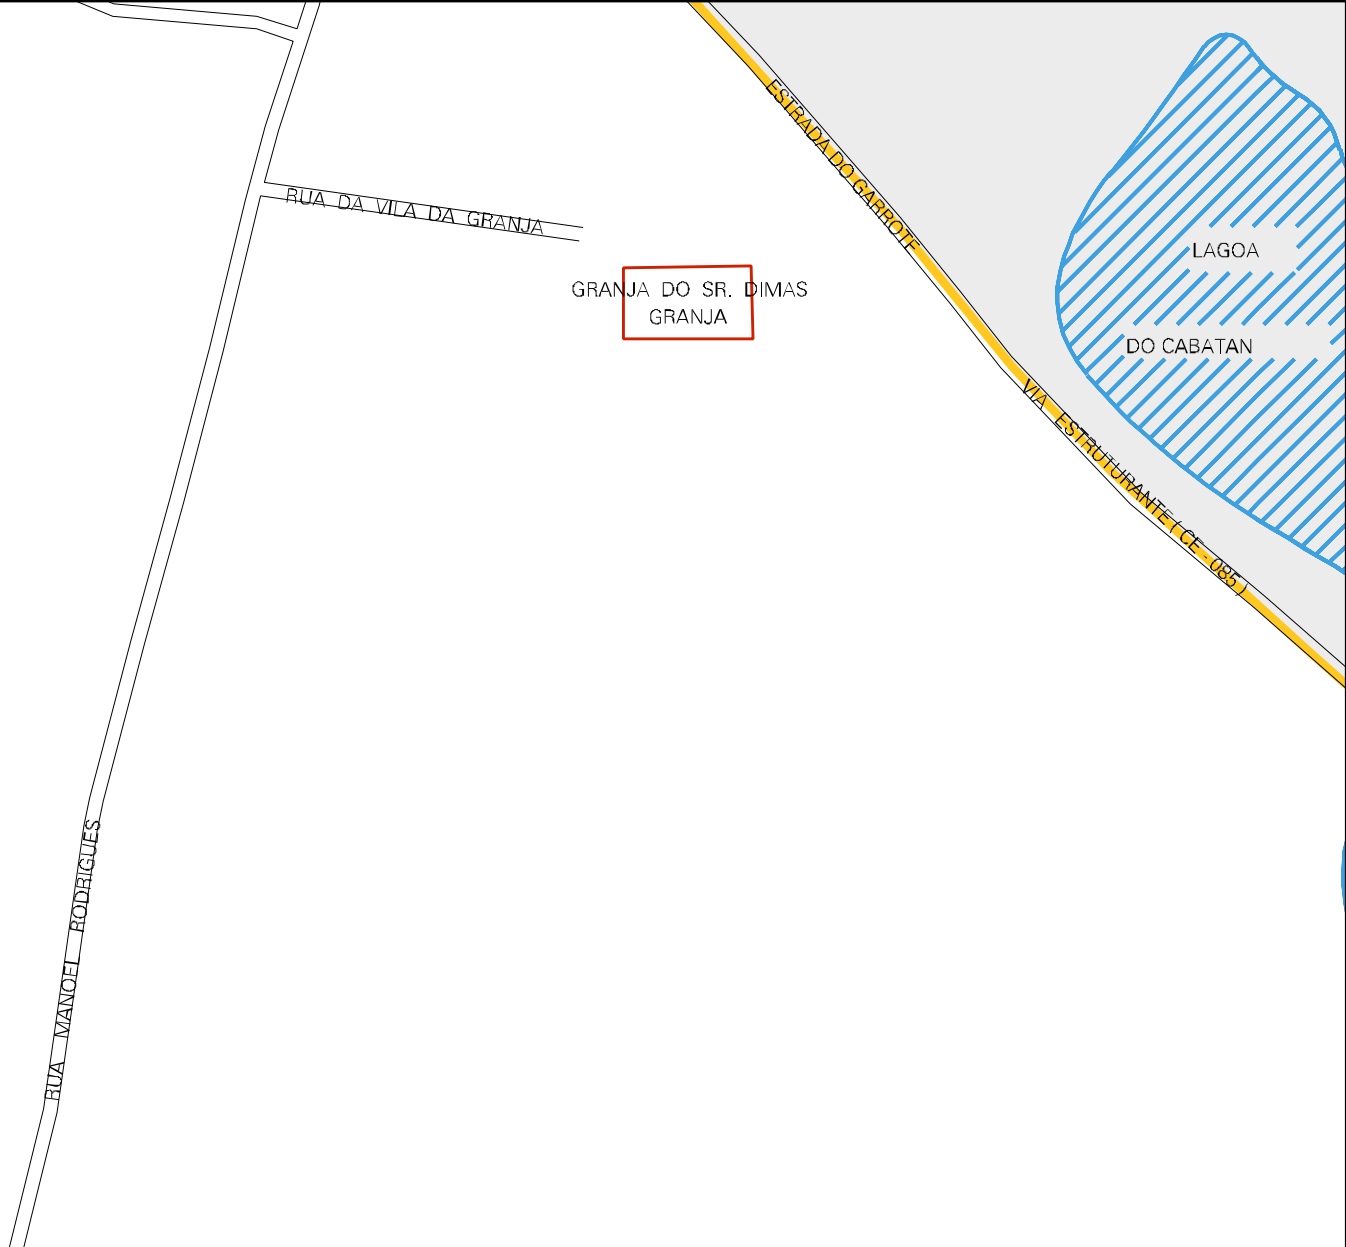 ESTRADA DO GARROTE
RUA DA VILA DA GRANJA
LAGOA
GRANJA DO SR. DIMAS
GRANJA
DO CABATAN
VIA ESTRUTURANTE ( CE - 085 )
RUA MANOEL RODRIGUES